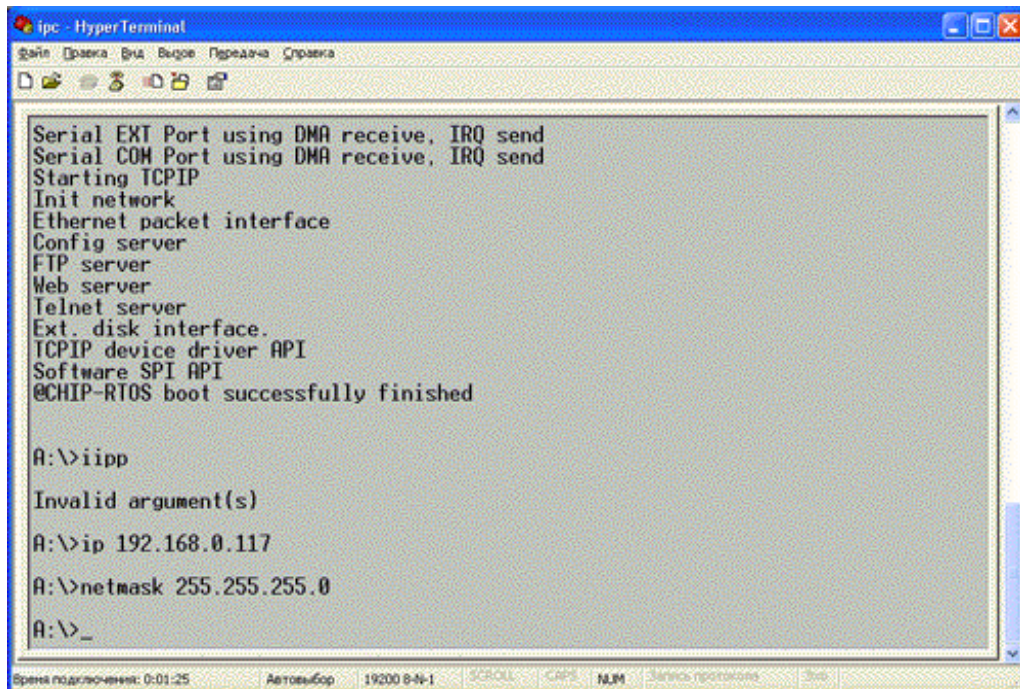 ipc - HyperTerminal
Файл Правка Вид Вызов Передача Справка
Serial EXT Port using DMA receive, IRQ send
Serial COM Port using DMA receive, IRQ send
Starting TCPIP
Init network
Ethernet packet interface
Config server
FTP server
Web server
Telnet server
Ext. disk interface.
TCPIP device driver API
Software SPI API
@CHIP-RTOS boot successfully finished
A:\>iipp
Invalid argument(s)
A:\>ip 192.168.0.117
A:\>netmask 255.255.255.0
A:\>_
Время подключения: 0:01:25 Автовыбор 19200 8-N-1 SCROLL CAPS NUM Запись протокола Эхо